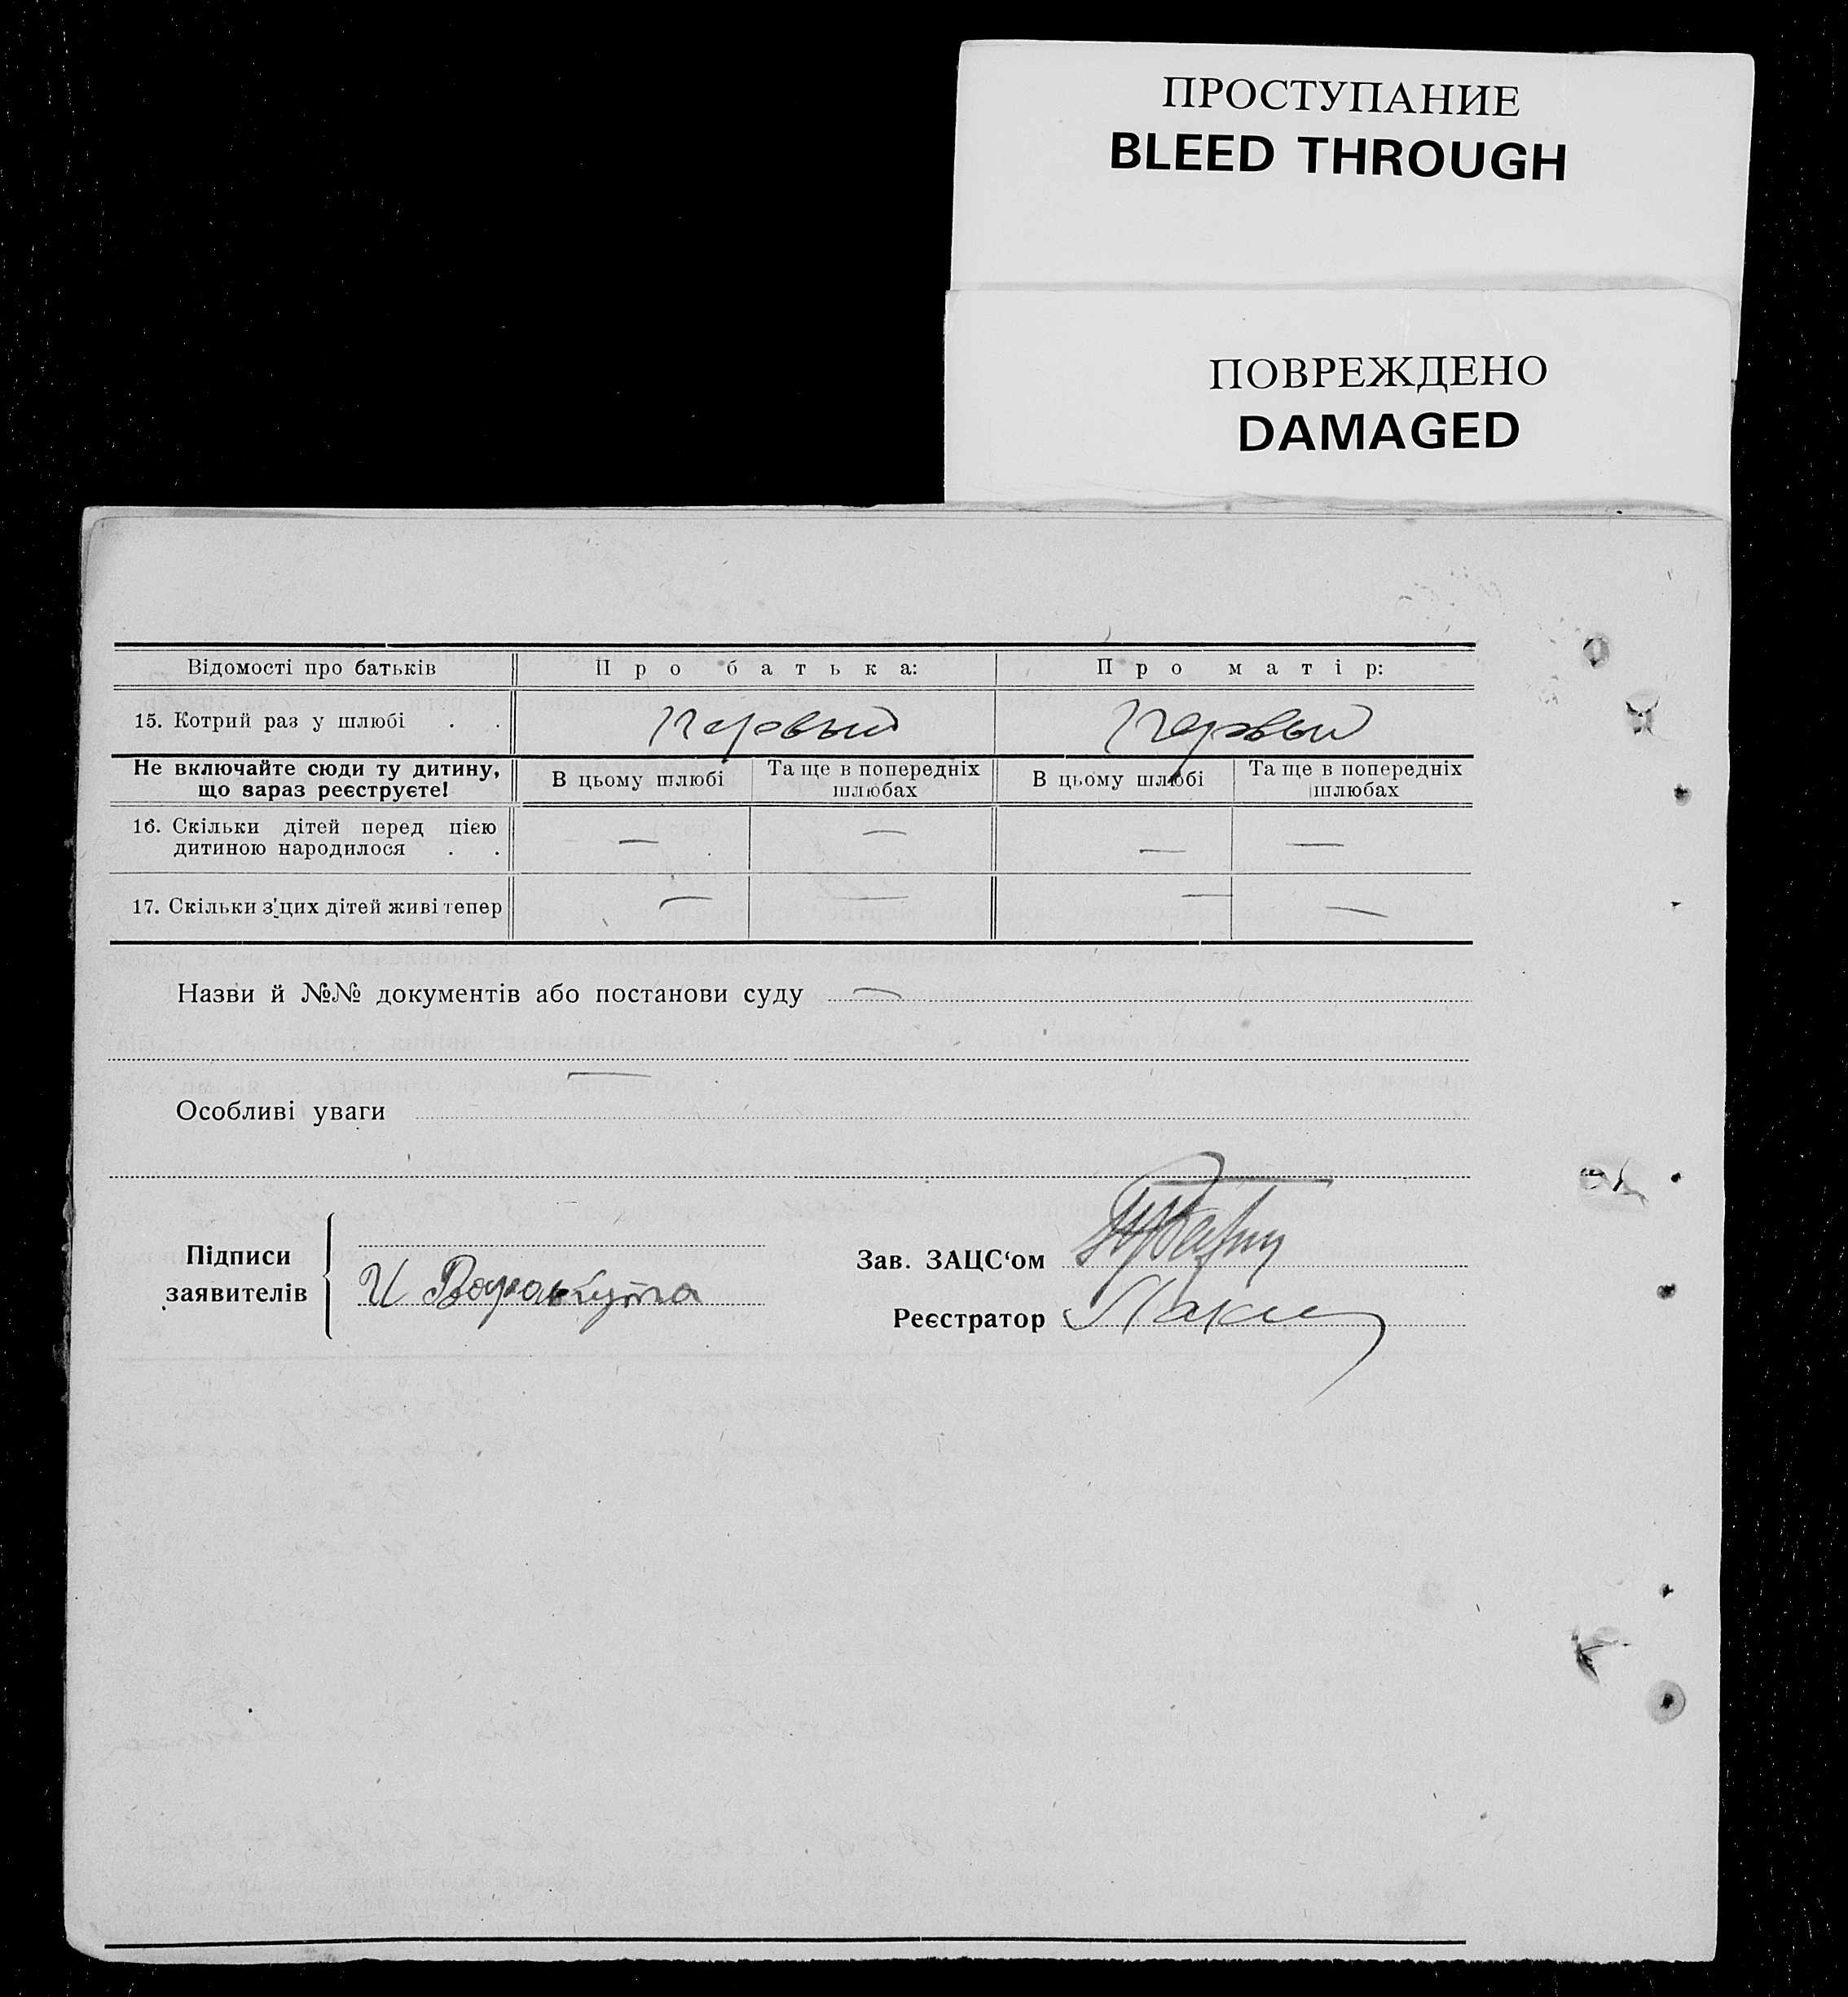 ПРОСТУПАНИЕ
BLEED THROUGH
ПОВРЕЖДЕНО
DAMAGED
Відомості про батьків Про батька: Про матір:
15. Котрий раз у шлюбі . . Первый Первый
Не включайте сюди ту дитину, що зараз реєструєте! В цьому шлюбі Та ще в попередніх шлюбах В цьому шлюбі Та ще в попередніх шлюбах
16. Скільки дітей перед цією
дитиною народилося . . — — — —
17. Скільки з'цих дітей живі тепер — — — —
Назви й №№ документів або постанови суду —
—
Особливі уваги
Підписи заявителів
И
Зав. ЗАЦС‘ом
Реєстратор